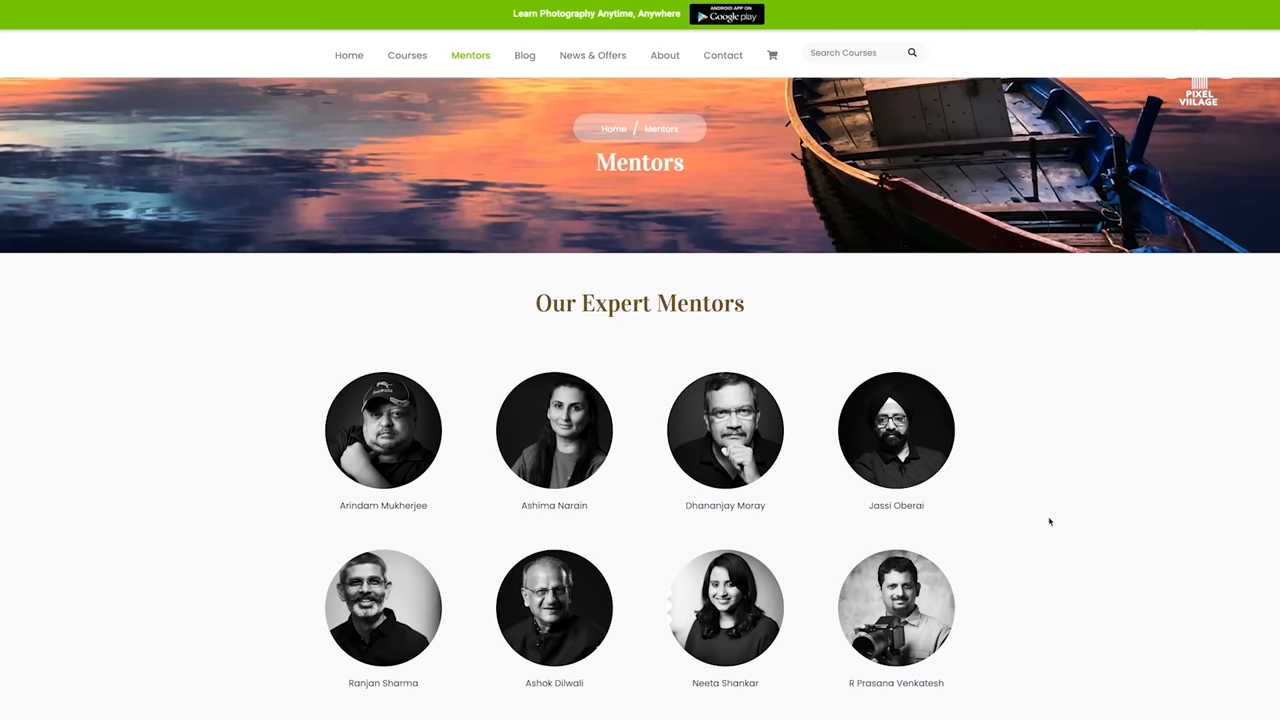 Learn Photography Anytime, Anywhere
ANDROID APP ON
Google play
Home Courses Mentors Blog News & Offers About Contact Search Courses
PIXEL
VIILAGE
Home / Mentors
Mentors
Our Expert Mentors
Arindam Mukherjee Ashima Narain Dhananjay Moray Jassi Oberai
Ranjan Sharma Ashok Dilwali Neeta Shankar R Prasana Venkatesh